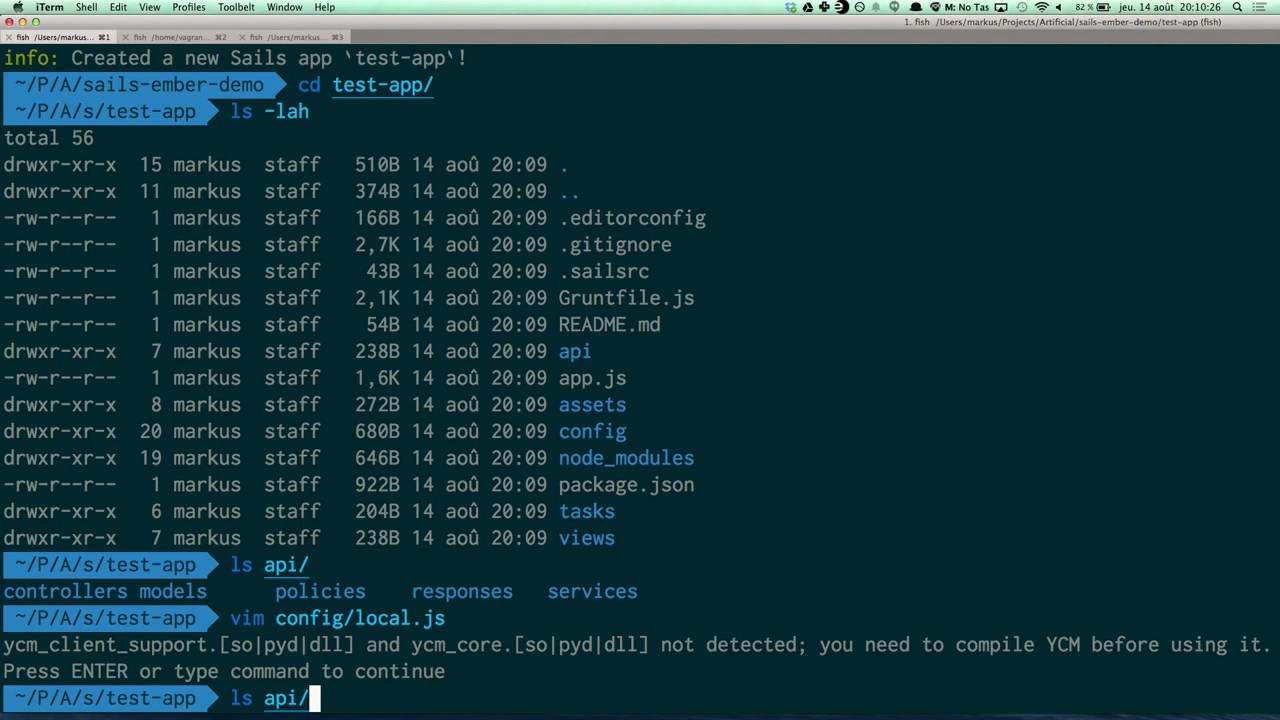 iTerm Shell Edit View Profiles Toolbelt Window Help M: No Tas 82 % jeu. 14 août 20:10:26
1. fish /Users/markus/Projects/Artificial/sails-ember-demo/test-app (fish)
fish /Users/markus... ⌘1 fish /home/vagran... ⌘2 fish /Users/markus... ⌘3
info: Created a new Sails app `test-app`!
~/P/A/sails-ember-demo cd test-app/
~/P/A/s/test-app ls -lah
total 56
drwxr-xr-x 15 markus staff 510B 14 aoû 20:09 .
drwxr-xr-x 11 markus staff 374B 14 aoû 20:09 ..
-rw-r--r-- 1 markus staff 166B 14 aoû 20:09 .editorconfig
-rw-r--r-- 1 markus staff 2,7K 14 aoû 20:09 .gitignore
-rw-r--r-- 1 markus staff 43B 14 aoû 20:09 .sailsrc
-rw-r--r-- 1 markus staff 2,1K 14 aoû 20:09 Gruntfile.js
-rw-r--r-- 1 markus staff 54B 14 aoû 20:09 README.md
drwxr-xr-x 7 markus staff 238B 14 aoû 20:09 api
-rw-r--r-- 1 markus staff 1,6K 14 aoû 20:09 app.js
drwxr-xr-x 8 markus staff 272B 14 aoû 20:09 assets
drwxr-xr-x 20 markus staff 680B 14 aoû 20:09 config
drwxr-xr-x 19 markus staff 646B 14 aoû 20:09 node_modules
-rw-r--r-- 1 markus staff 922B 14 aoû 20:09 package.json
drwxr-xr-x 6 markus staff 204B 14 aoû 20:09 tasks
drwxr-xr-x 7 markus staff 238B 14 aoû 20:09 views
~/P/A/s/test-app ls api/
controllers models policies responses services
~/P/A/s/test-app vim config/local.js
ycm_client_support.[so|pyd|dll] and ycm_core.[so|pyd|dll] not detected; you need to compile YCM before using it.
Press ENTER or type command to continue
~/P/A/s/test-app ls api/